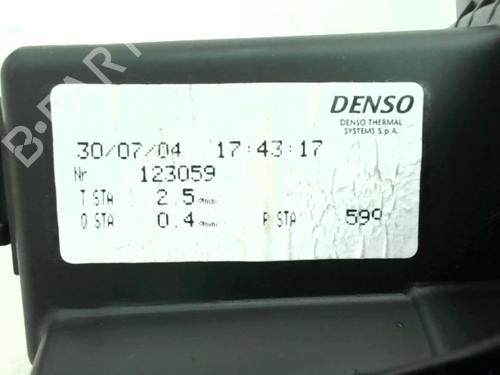 DENSO
DENSO THERMAL
SYSTEMS S.p.A.
30/07/04 17:43:17
Nr 123059
T STA 2.5
Q STA 0.4 P STA 599
B-PART